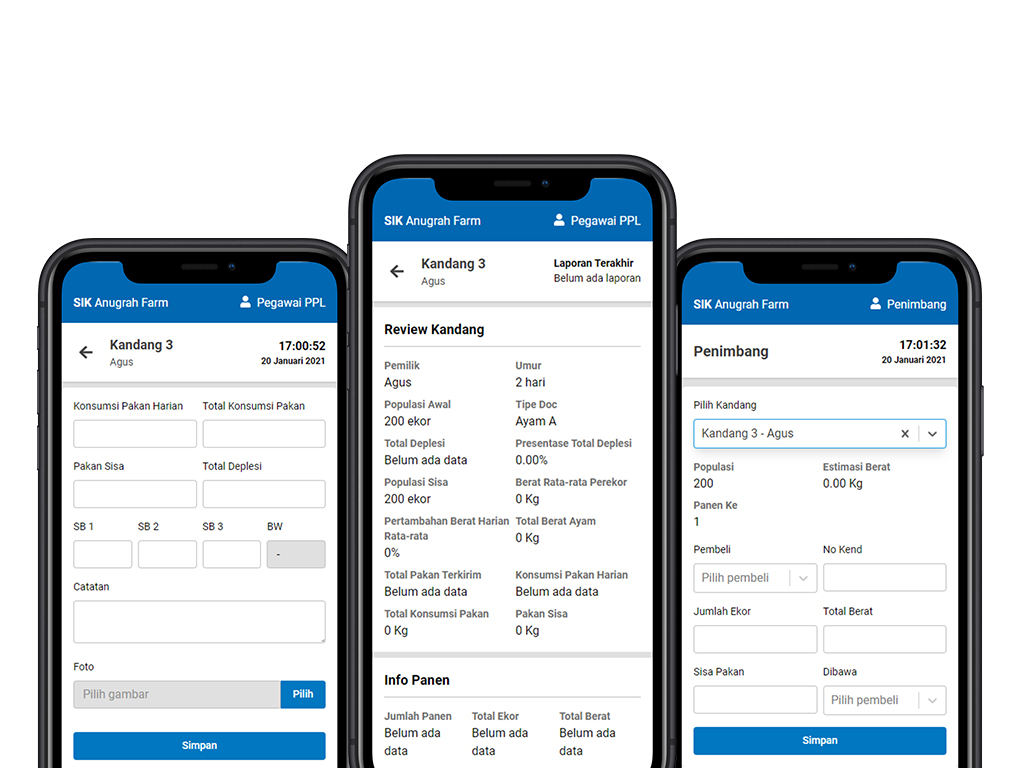 SIK Anugrah Farm Pegawai PPL
Kandang 3 17:00:52
Agus 20 Januari 2021
Konsumsi Pakan Harian Total Konsumsi Pakan
Pakan Sisa Total Deplesi
SB 1 SB 2 SB 3 BW
-
Catatan
Foto
Pilih gambar Pilih
Simpan
SIK Anugrah Farm Pegawai PPL
Kandang 3 Laporan Terakhir
Agus Belum ada laporan
Review Kandang
Pemilik Umur
Agus 2 hari
Populasi Awal Tipe Doc
200 ekor Ayam A
Total Deplesi Presentase Total Deplesi
Belum ada data 0.00%
Populasi Sisa Berat Rata-rata Perekor
200 ekor 0 Kg
Pertambahan Berat Harian Total Berat Ayam
Rata-rata 0 Kg
0%
Total Pakan Terkirim Konsumsi Pakan Harian
Belum ada data Belum ada data
Total Konsumsi Pakan Pakan Sisa
0 Kg 0 Kg
Info Panen
Jumlah Panen Total Ekor Total Berat
Belum ada Belum ada Belum ada
data data data
SIK Anugrah Farm Penimbang
Penimbang 17:01:32
20 Januari 2021
Pilih Kandang
Kandang 3 - Agus
Populasi Estimasi Berat
200 0.00 Kg
Panen Ke
1
Pembeli No Kend
Pilih pembeli
Jumlah Ekor Total Berat
Sisa Pakan Dibawa
Pilih pembeli
Simpan